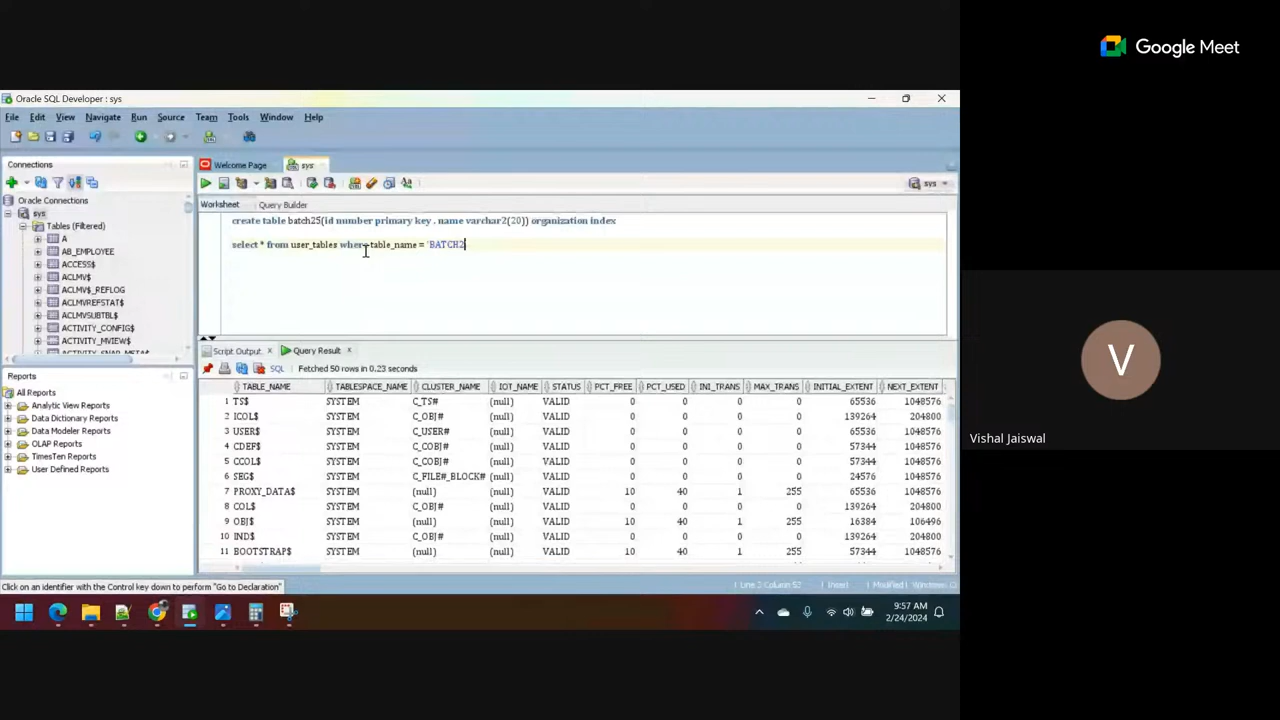 Google Meet
Oracle SQL Developer : sys
File Edit View Navigate Run Source Team Tools Window Help
Connections
Welcome Page
sys
sys
Oracle Connections
sys
Tables (Filtered)
A
AB_EMPLOYEE
ACCESS$
ACLMV$
ACLMV$_REFLOG
ACLMVREFSTAT$
ACLMVSUBTBL$
ACTIVITY_CONFIG$
ACTIVITY_MVIEW$
ACTIVITY_SNAP_META$
Worksheet Query Builder
create table batch25(id number primary key , name varchar2(20)) organization index
select * from user_tables where table_name = 'BATCH2
Reports
All Reports
Analytic View Reports
Data Dictionary Reports
Data Modeler Reports
OLAP Reports
TimesTen Reports
User Defined Reports
Script Output Query Result
SQL Fetched 50 rows in 0.23 seconds
TABLE_NAME TABLESPACE_NAME CLUSTER_NAME IOT_NAME STATUS PCT_FREE PCT_USED INI_TRANS MAX_TRANS INITIAL_EXTENT NEXT_EXTENT
1 TS$ SYSTEM C_TS# (null) VALID 0 0 0 0 65536 1048576
2 ICOL$ SYSTEM C_OBJ# (null) VALID 0 0 0 0 139264 204800
3 USER$ SYSTEM C_USER# (null) VALID 0 0 0 0 65536 1048576
4 CDEF$ SYSTEM C_COBJ# (null) VALID 0 0 0 0 57344 1048576
5 CCOL$ SYSTEM C_COBJ# (null) VALID 0 0 0 0 57344 1048576
6 SEG$ SYSTEM C_FILE#_BLOCK# (null) VALID 0 0 0 0 24576 1048576
7 PROXY_DATA$ SYSTEM (null) (null) VALID 10 40 1 255 65536 1048576
8 COL$ SYSTEM C_OBJ# (null) VALID 0 0 0 0 139264 204800
9 OBJ$ SYSTEM (null) (null) VALID 10 40 1 255 16384 106496
10 IND$ SYSTEM C_OBJ# (null) VALID 0 0 0 0 139264 204800
11 BOOTSTRAP$ SYSTEM (null) (null) VALID 10 40 1 255 57344 1048576
Click on an identifier with the Control key down to perform "Go to Declaration"
Line 3 Column 53 Insert Modified Windows
9:57 AM
2/24/2024
V
Vishal Jaiswal